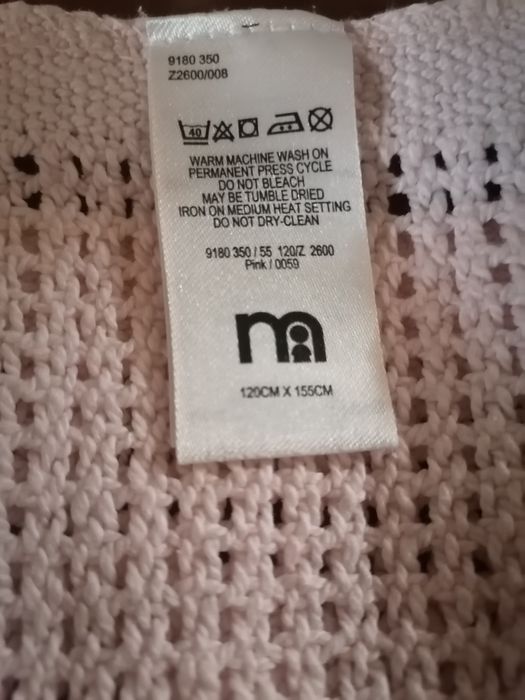 9180 350
Z2600/008
40
WARM MACHINE WASH ON
PERMANENT PRESS CYCLE
DO NOT BLEACH
MAY BE TUMBLE DRIED
IRON ON MEDIUM HEAT SETTING
DO NOT DRY-CLEAN
9180 350 / 55 120/Z 2600
Pink / 0059
m
120CM X 155CM